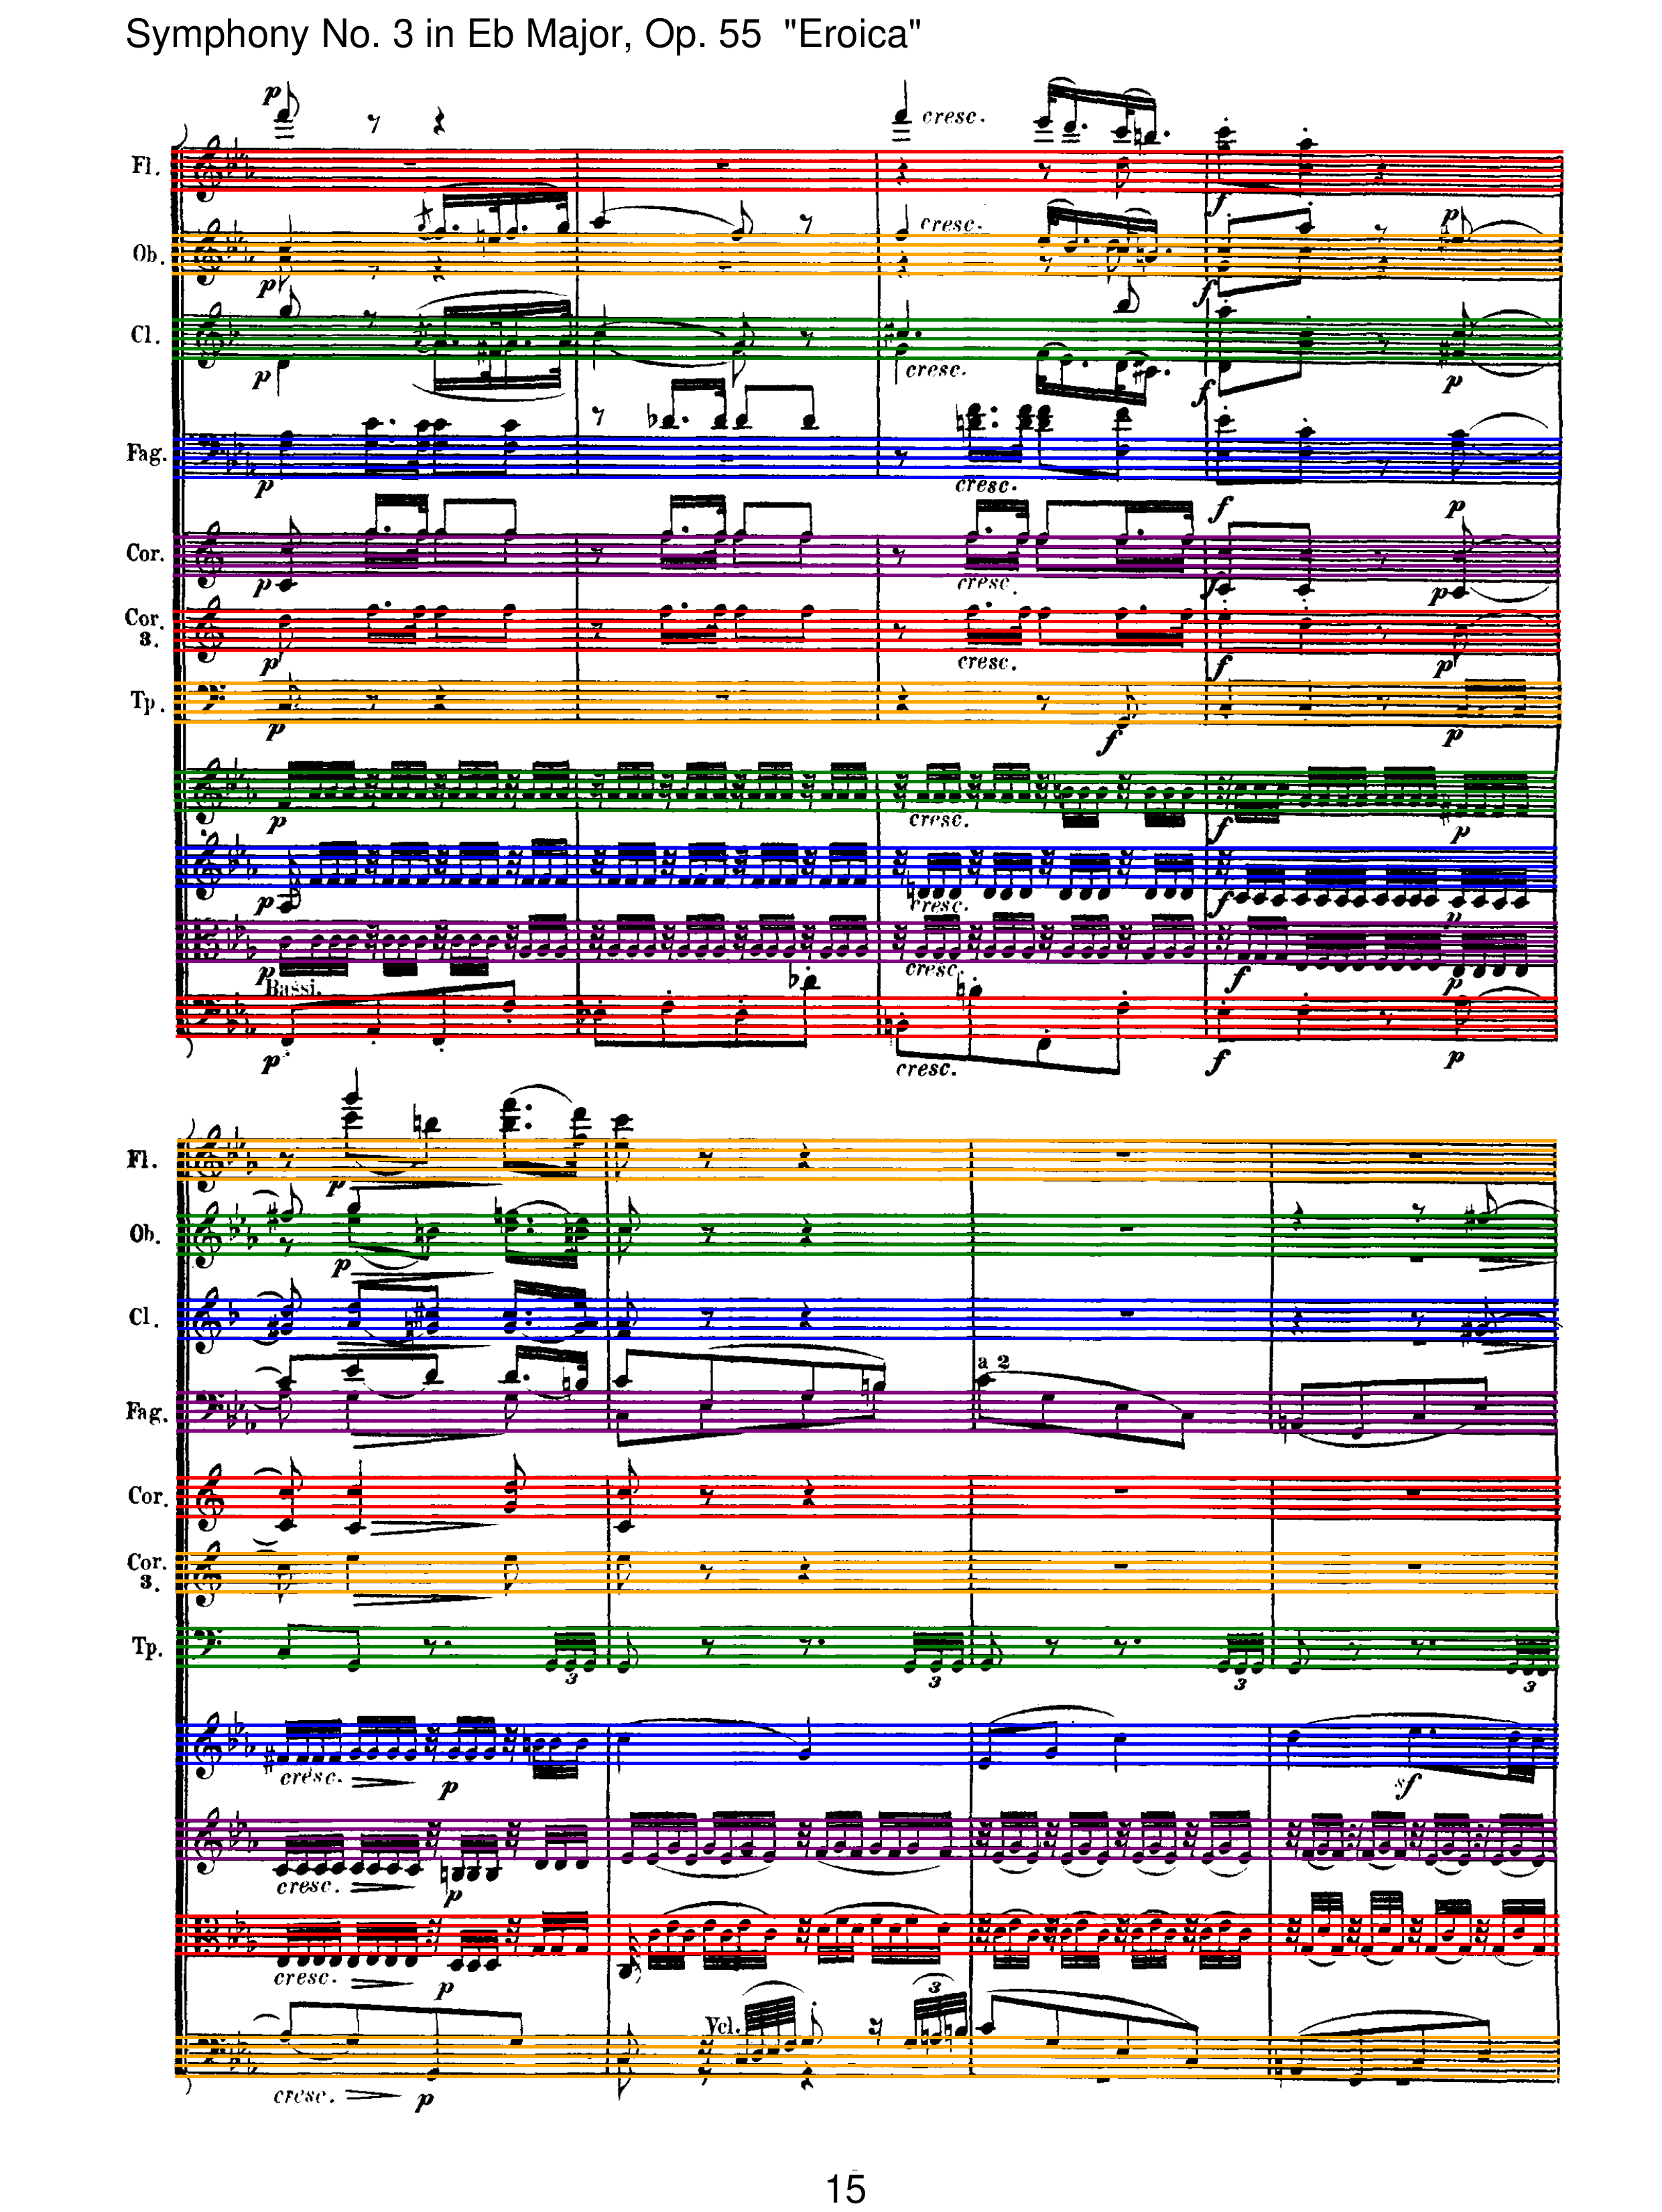 Symphony No. 3 in Eb Major, Op. 55 "Eroica"
p
cresc.
Fl.
f
cresc.
p
Ob.
p
f
Cl.
p
cresc.
f
p
Fag.
p
cresc.
f
p
Cor.
p
cresc.
f
p
Cor.
3.
p
cresc.
f
p
Tp.
p
f
p
p
cresc.
f
p
p
cresc.
f
p
p
cresc.
f
p
Bassi.
p
cresc.
f
p
Fl.
p
Ob.
p
Cl.
a 2
Fag.
Cor.
Cor.
3.
Tp.
3
3
3
3
cresc.
p
sf
cresc.
p
cresc.
p
Vcl.
3
cresc.
p
15